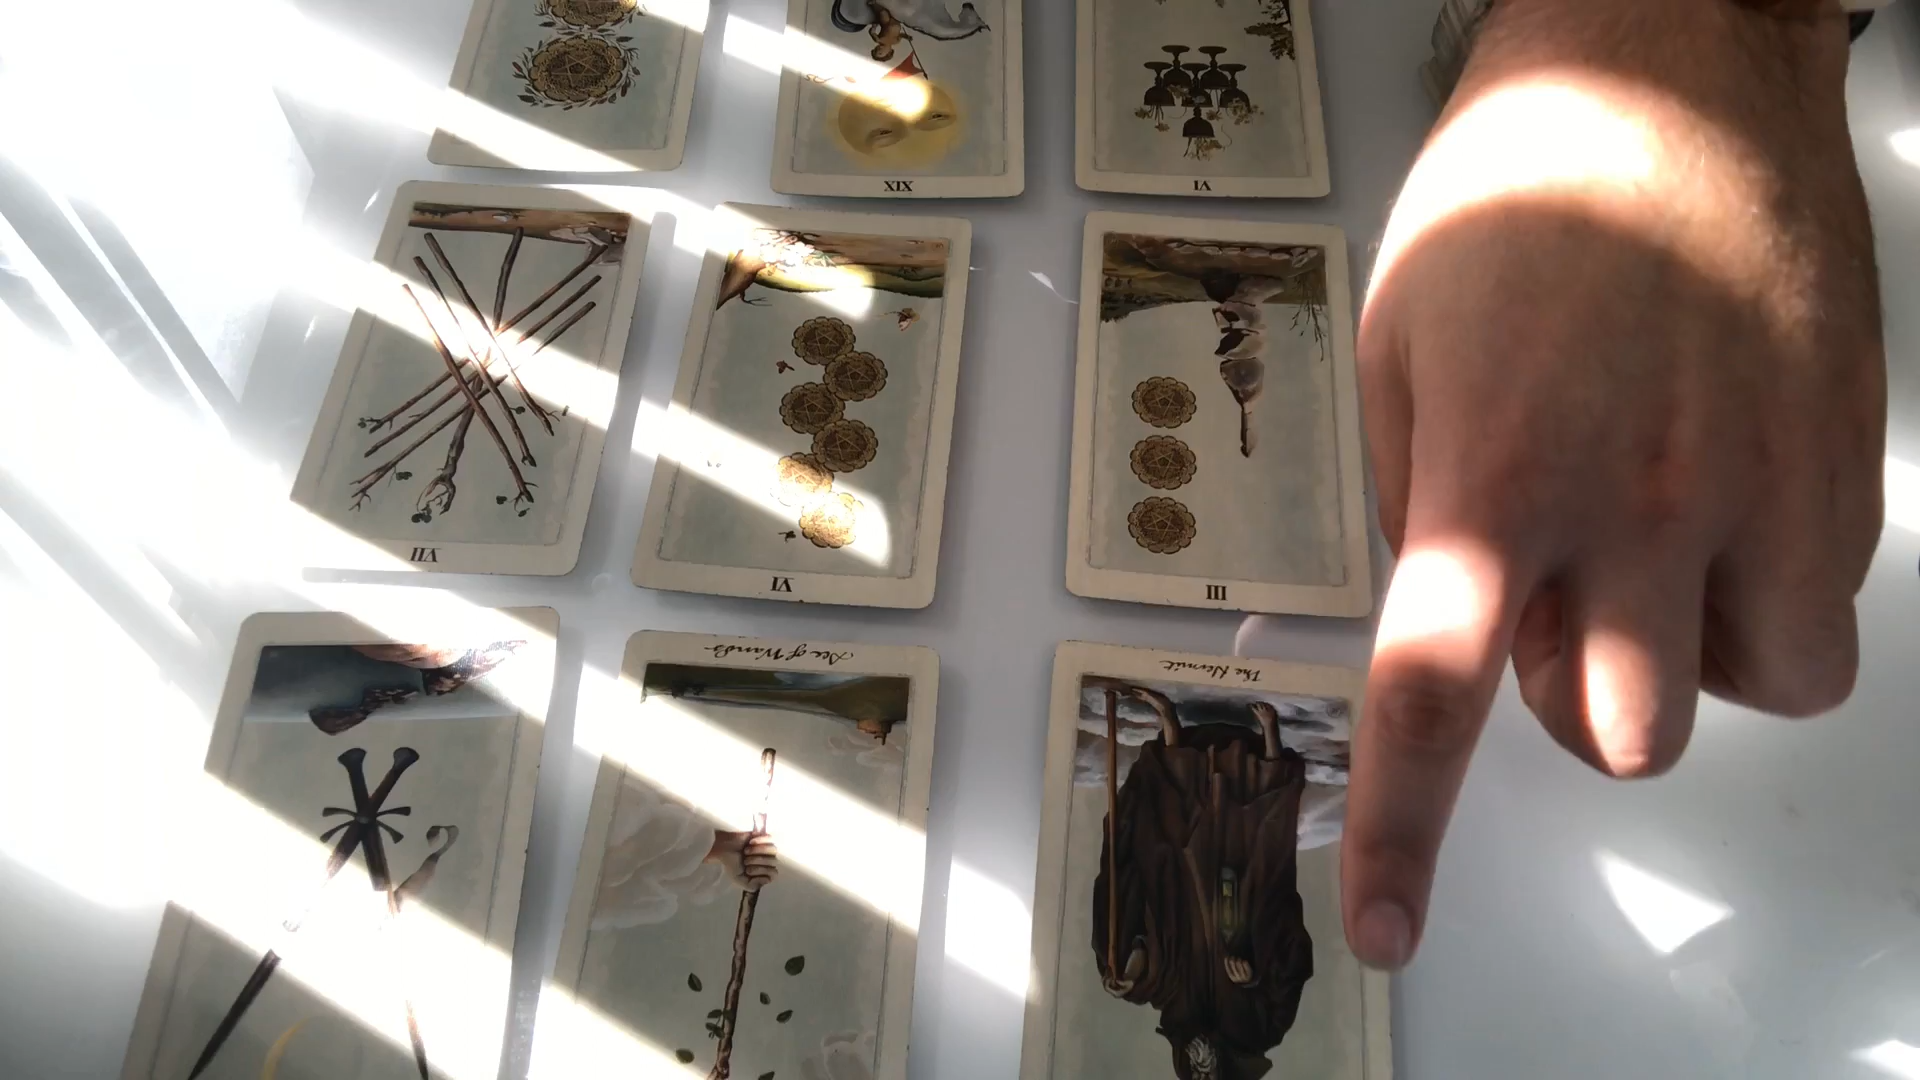 XIX
VI
VII
VI
III
Ace of Wands
The Hermit